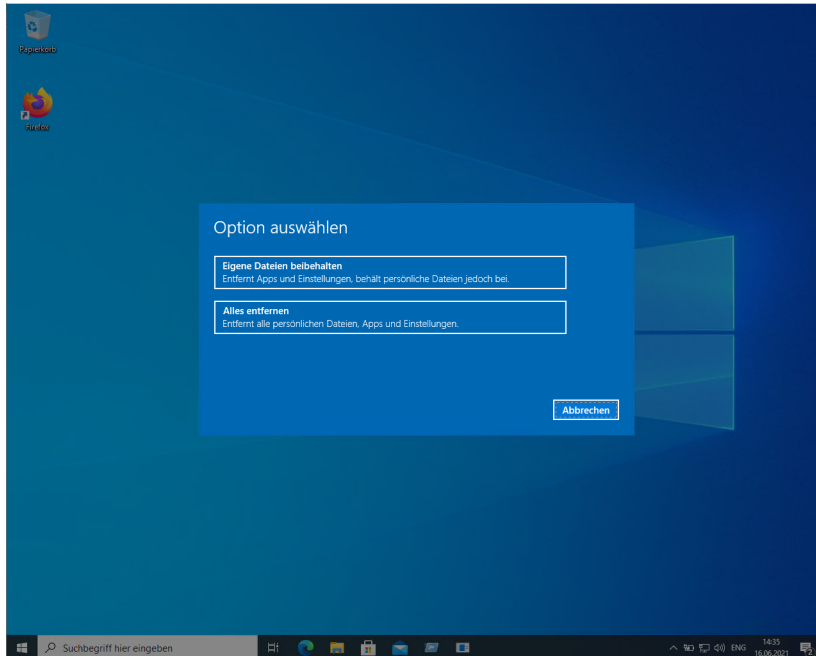 Papierkorb
Firefox
Option auswählen
Eigene Dateien beibehalten
Entfernt Apps und Einstellungen, behält persönliche Dateien jedoch bei.
Alles entfernen
Entfernt alle persönlichen Dateien, Apps und Einstellungen.
Abbrechen
Suchbegriff hier eingeben
ENG
14:35
16.06.2021
2